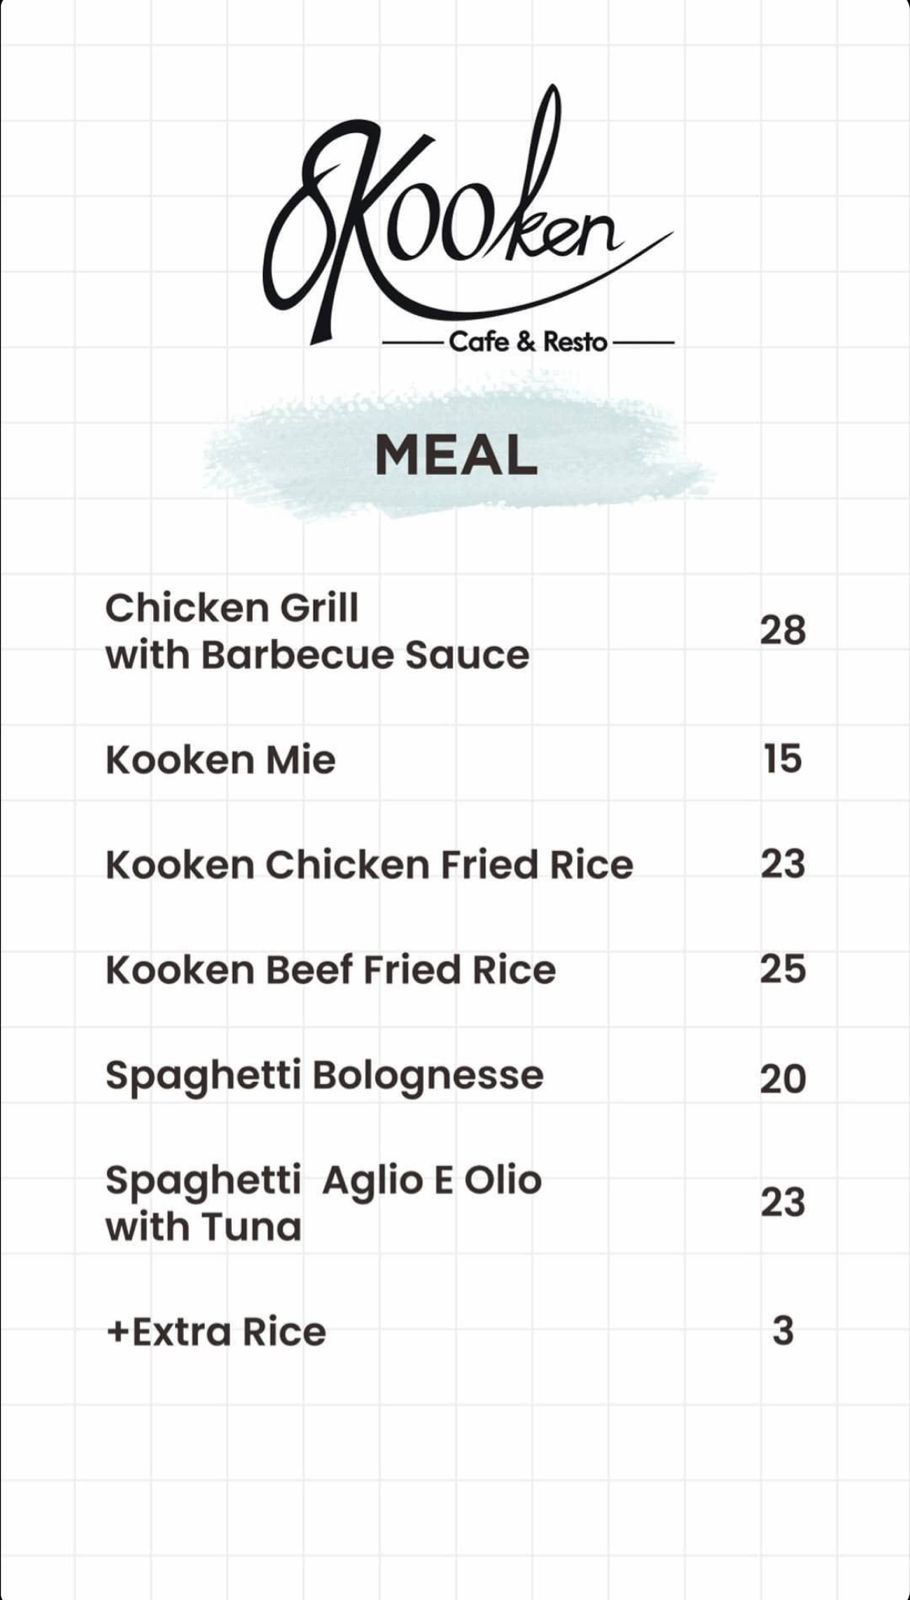 Kooken
Cafe & Resto
MEAL
Chicken Grill
with Barbecue Sauce
28
Kooken Mie 15
Kooken Chicken Fried Rice 23
Kooken Beef Fried Rice 25
Spaghetti Bolognesse 20
Spaghetti  Aglio E Olio
with Tuna
23
+Extra Rice 3